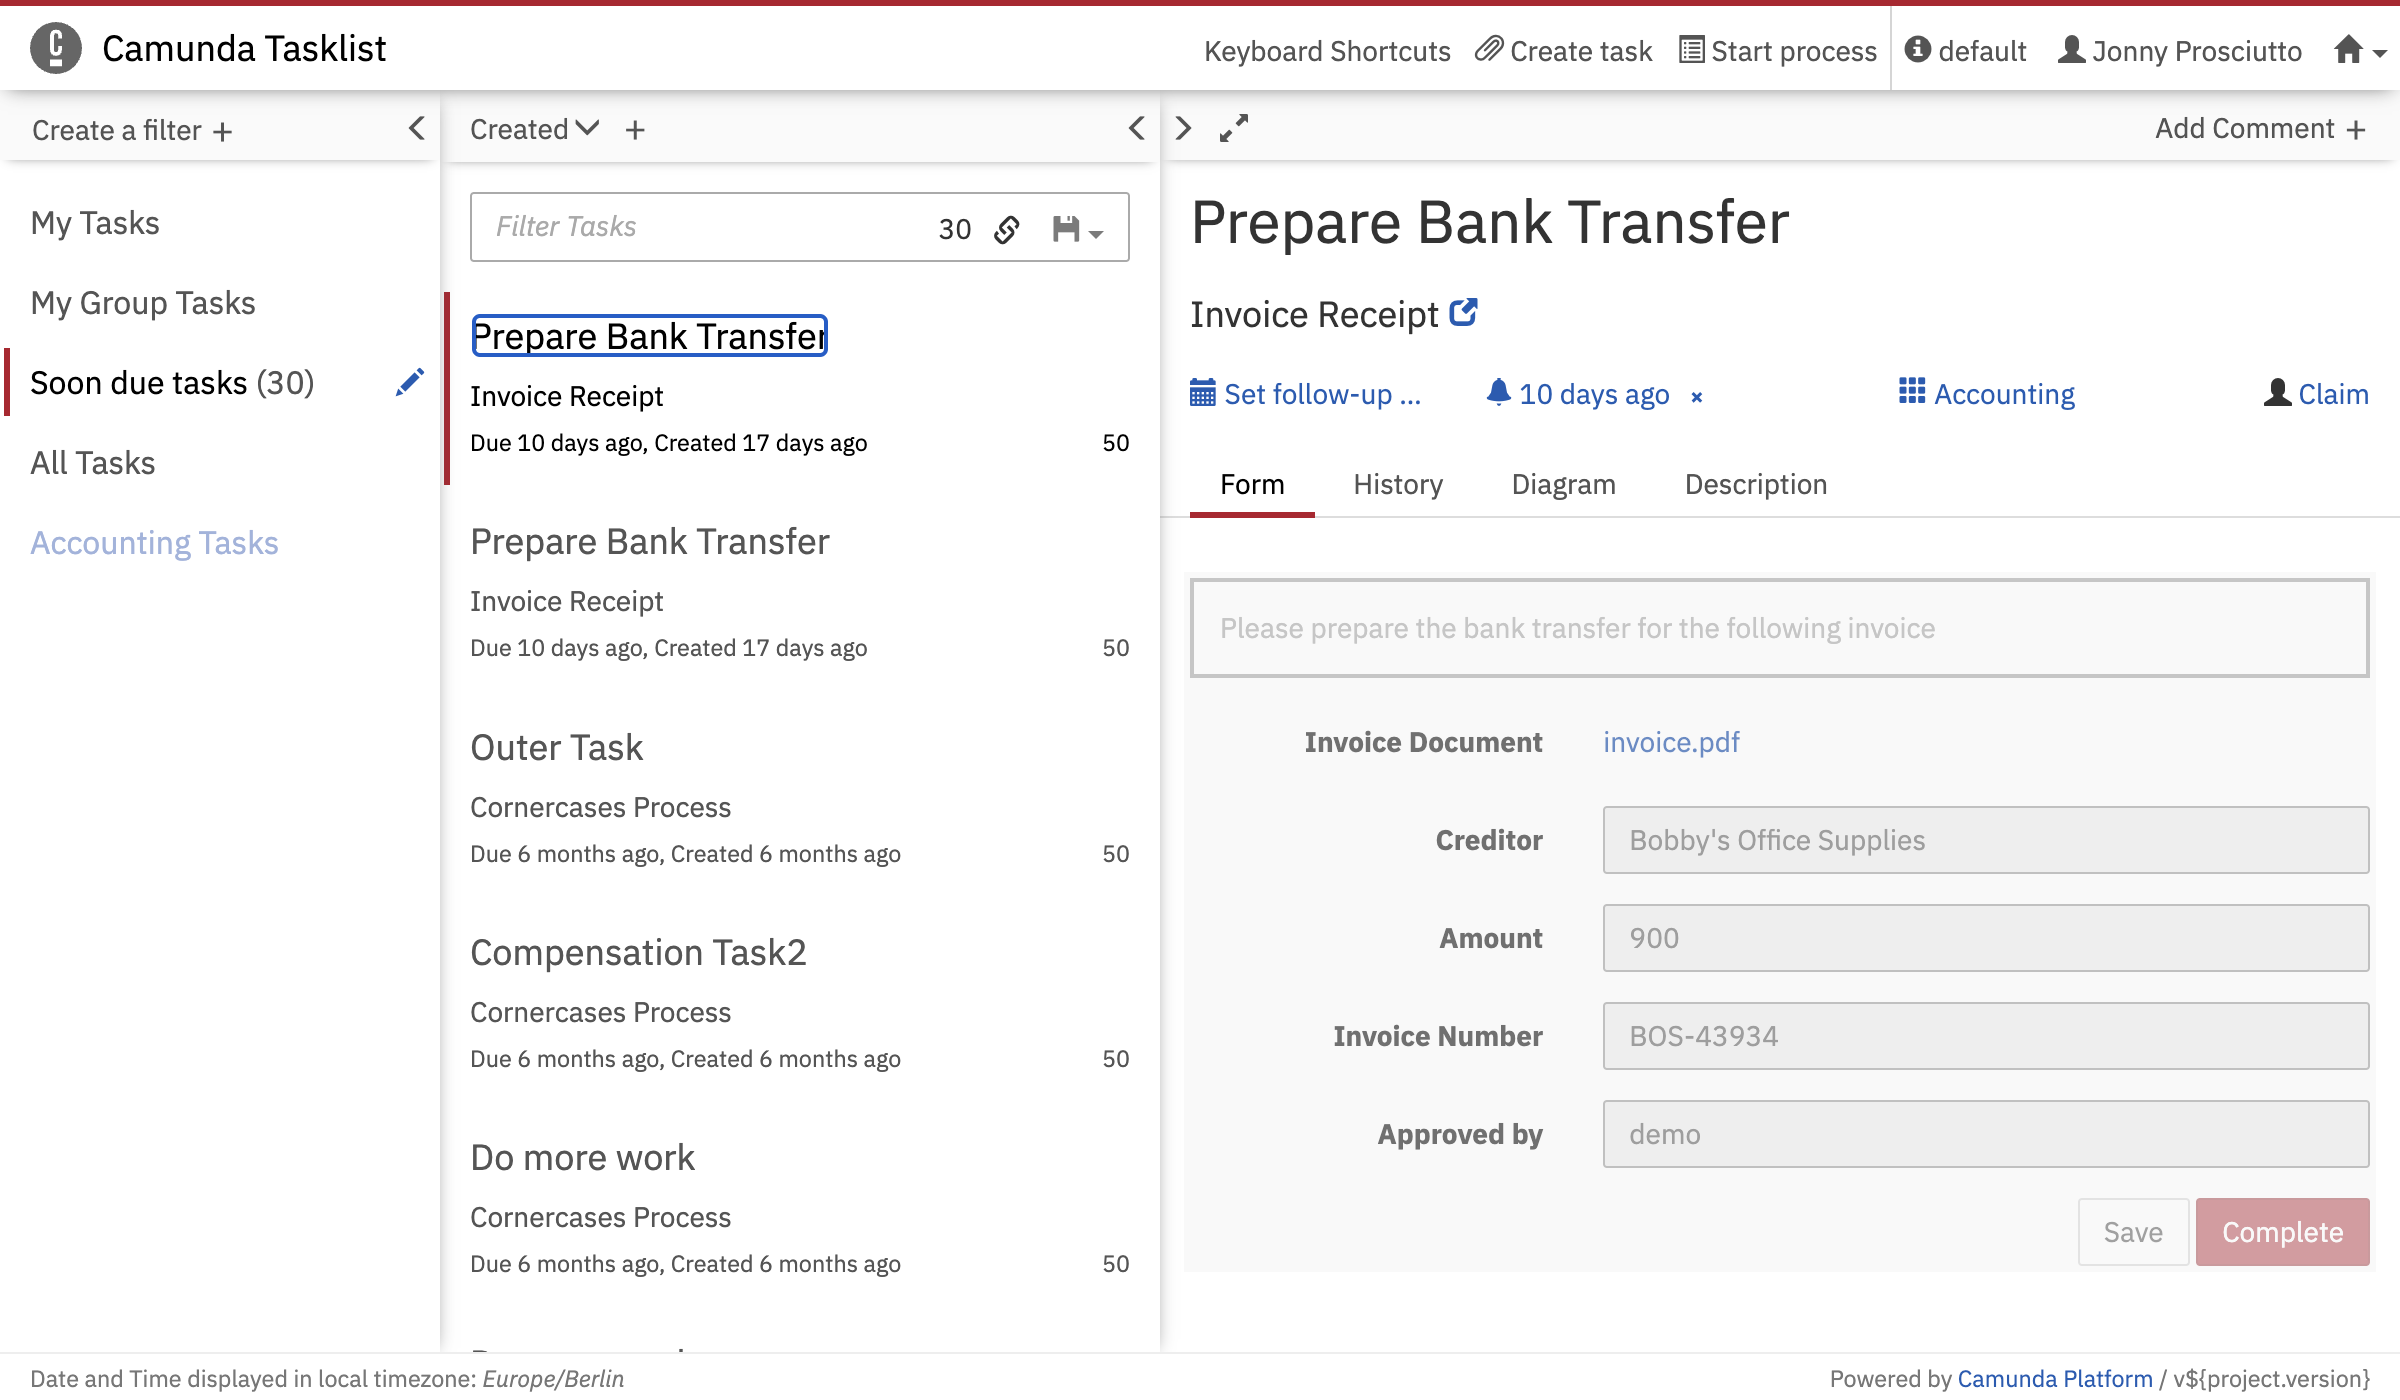 Camunda Tasklist
Keyboard Shortcuts Create task Start process default Jonny Prosciutto
Create a filter +
Created +
Add Comment +
My Tasks
My Group Tasks
Soon due tasks (30)
All Tasks
Accounting Tasks
Filter Tasks 30
Prepare Bank Transfer
Invoice Receipt
Due 10 days ago, Created 17 days ago 50
Prepare Bank Transfer
Invoice Receipt
Due 10 days ago, Created 17 days ago 50
Outer Task
Cornercases Process
Due 6 months ago, Created 6 months ago 50
Compensation Task2
Cornercases Process
Due 6 months ago, Created 6 months ago 50
Do more work
Cornercases Process
Due 6 months ago, Created 6 months ago 50
Prepare Bank Transfer
Invoice Receipt
Set follow-up ... 10 days ago × Accounting Claim
Form History Diagram Description
Please prepare the bank transfer for the following invoice
Invoice Document invoice.pdf
Creditor Bobby's Office Supplies
Amount 900
Invoice Number BOS-43934
Approved by demo
Save Complete
Date and Time displayed in local timezone: Europe/Berlin
Powered by Camunda Platform / v${project.version}